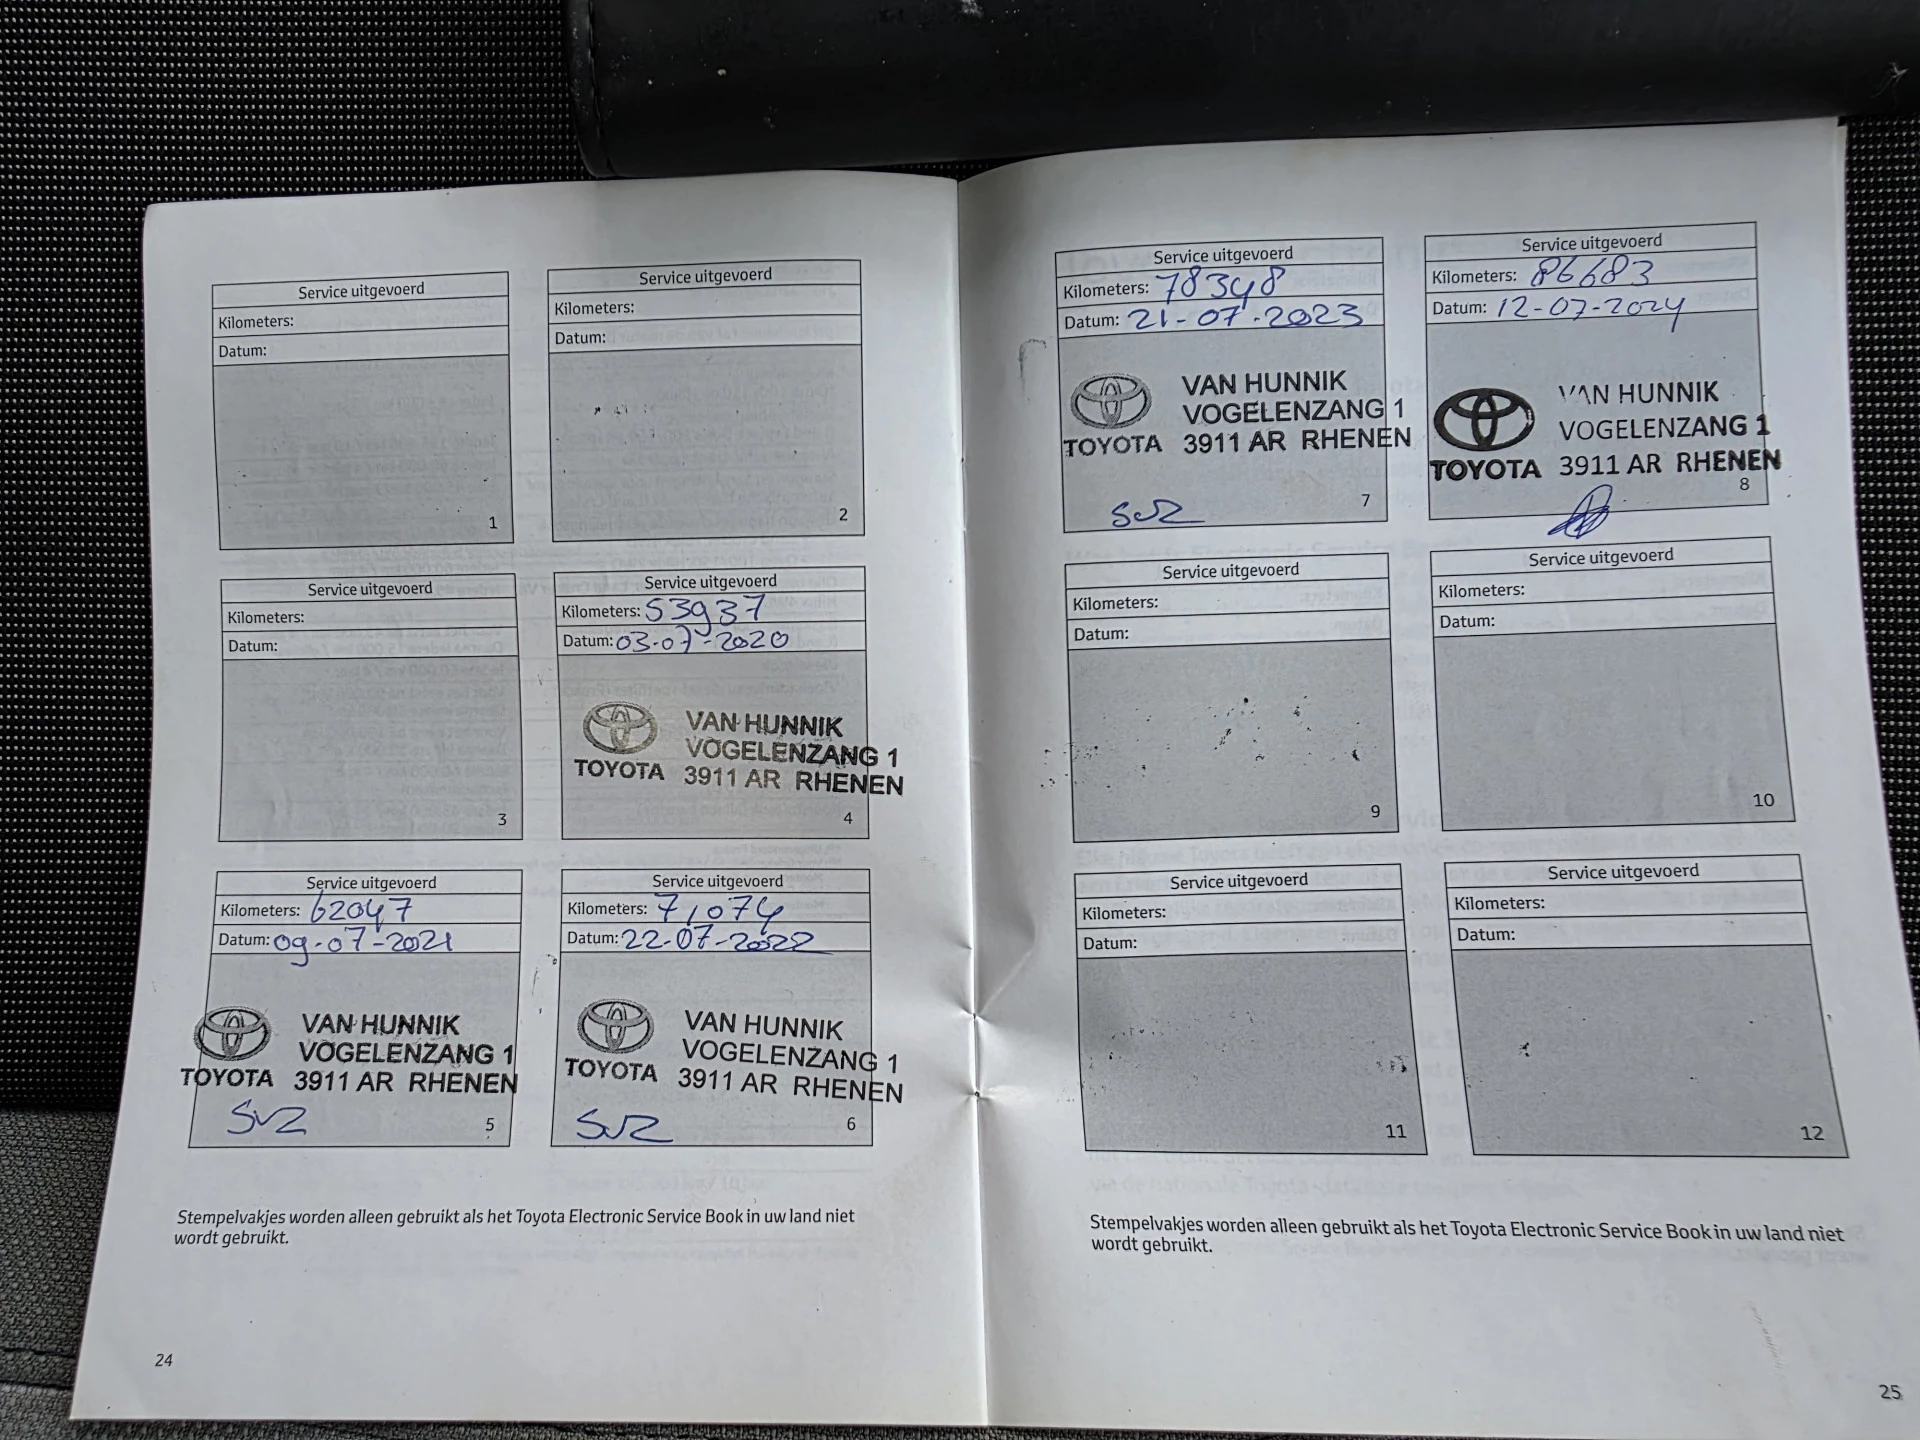 Service uitgevoerd
Kilometers:
Datum:
1
Service uitgevoerd
Kilometers:
Datum:
2
Service uitgevoerd
Kilometers:
Datum:
3
Service uitgevoerd
Kilometers: 53937
Datum: 03-07-2020
VAN HUNNIK
VOGELENZANG 1
TOYOTA 3911 AR RHENEN
4
Service uitgevoerd
Kilometers: 62047
Datum: 09-07-2021
VAN HUNNIK
VOGELENZANG 1
TOYOTA 3911 AR RHENEN
SvZ
5
Service uitgevoerd
Kilometers: 71074
Datum: 22-07-2022
VAN HUNNIK
VOGELENZANG 1
TOYOTA 3911 AR RHENEN
SvZ
6
Stempelvakjes worden alleen gebruikt als het Toyota Electronic Service Book in uw land niet
wordt gebruikt.
24
Service uitgevoerd
Kilometers: 78348
Datum: 21-07-2023
VAN HUNNIK
VOGELENZANG 1
TOYOTA 3911 AR RHENEN
SvZ
7
Service uitgevoerd
Kilometers: 86683
Datum: 12-07-2024
VAN HUNNIK
VOGELENZANG 1
TOYOTA 3911 AR RHENEN
8
Service uitgevoerd
Kilometers:
Datum:
9
Service uitgevoerd
Kilometers:
Datum:
10
Service uitgevoerd
Kilometers:
Datum:
11
Service uitgevoerd
Kilometers:
Datum:
12
Stempelvakjes worden alleen gebruikt als het Toyota Electronic Service Book in uw land niet
wordt gebruikt.
25